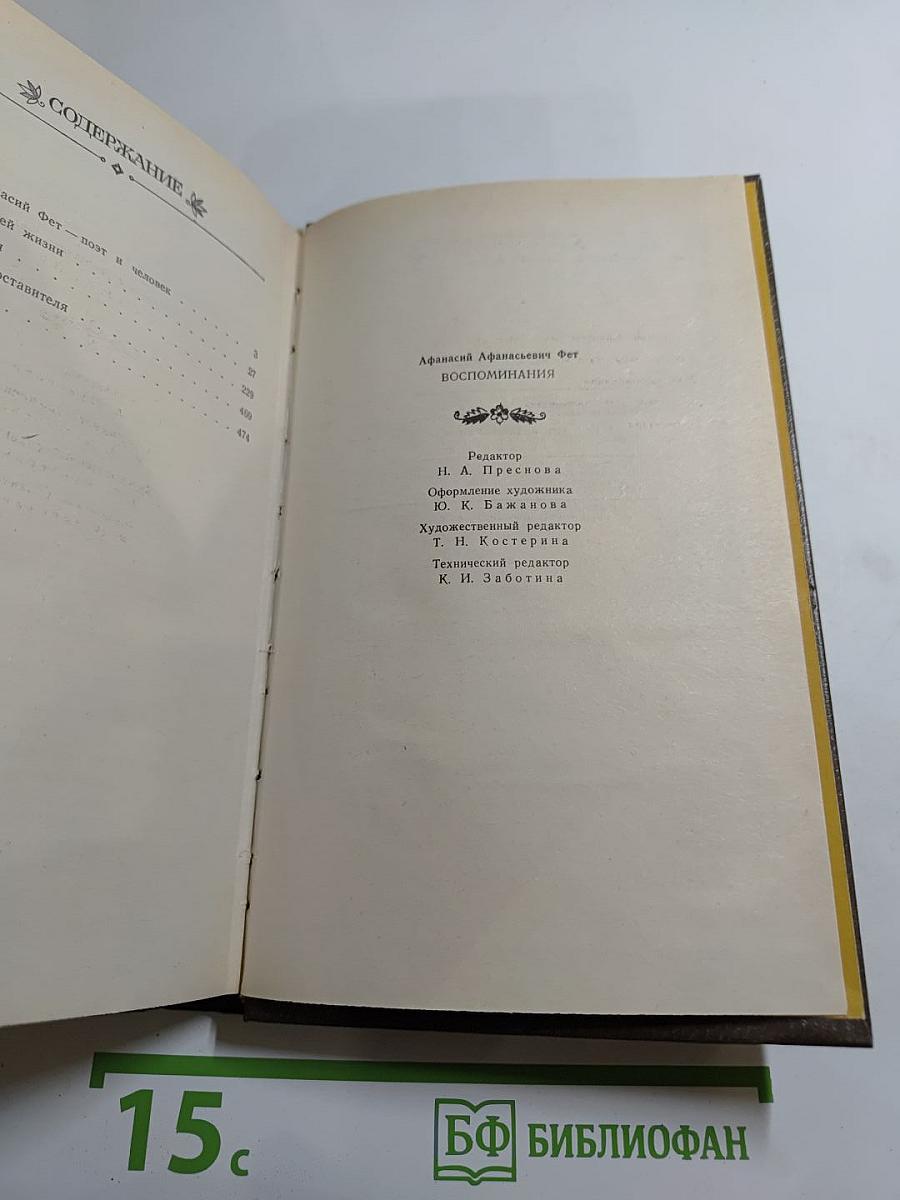 СОДЕРЖАНИЕ
асий Фет — поэт и человек . . . . . . 3
ей жизни . . . . . . . . . 27
я . . . . . . . . . 229
оставителя . . . . . . . . . 469
. . . . . . . . . 474
Афанасий Афанасьевич Фет
ВОСПОМИНАНИЯ
Редактор
Н. А. Преснова
Оформление художника
Ю. К. Бажанова
Художественный редактор
Т. Н. Костерина
Технический редактор
К. И. Заботина
15с
БФ БИБЛИОФАН